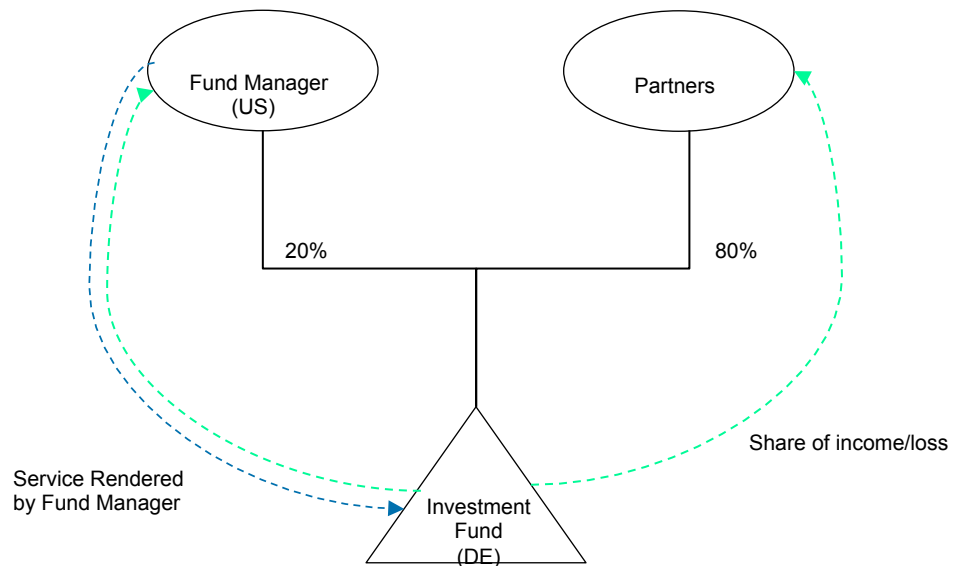 Fund Manager
(US)
Partners
20%
80%
Share of income/loss
Service Rendered
by Fund Manager
Investment
Fund
(DE)